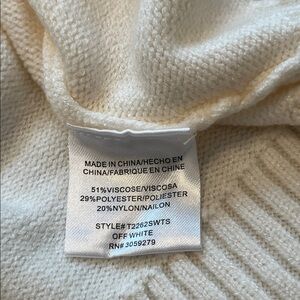 MADE IN CHINA/HECHO EN
CHINA/FABRIQUE EN CHINE
51%VISCOSE/VISCOSA
29%POLYESTER/POLIESTER
20%NYLON/NAILON
STYLE#T2262SWTS
OFF WHITE
RN#3059279